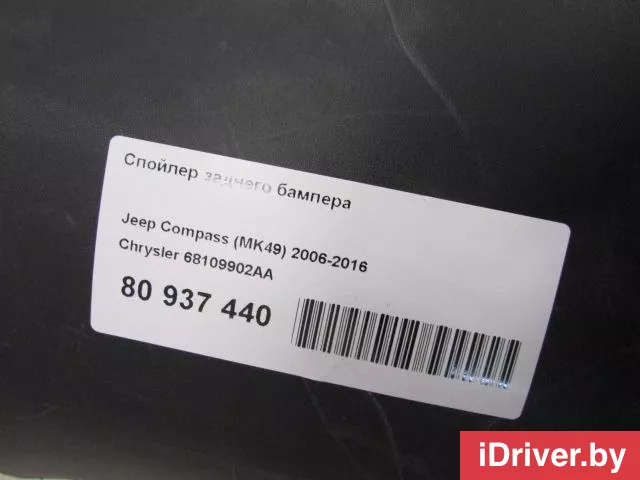 Спойлер заднего бампера
Jeep Compass (MK49) 2006-2016
Chrysler 68109902AA
80 937 440
iDriver.by